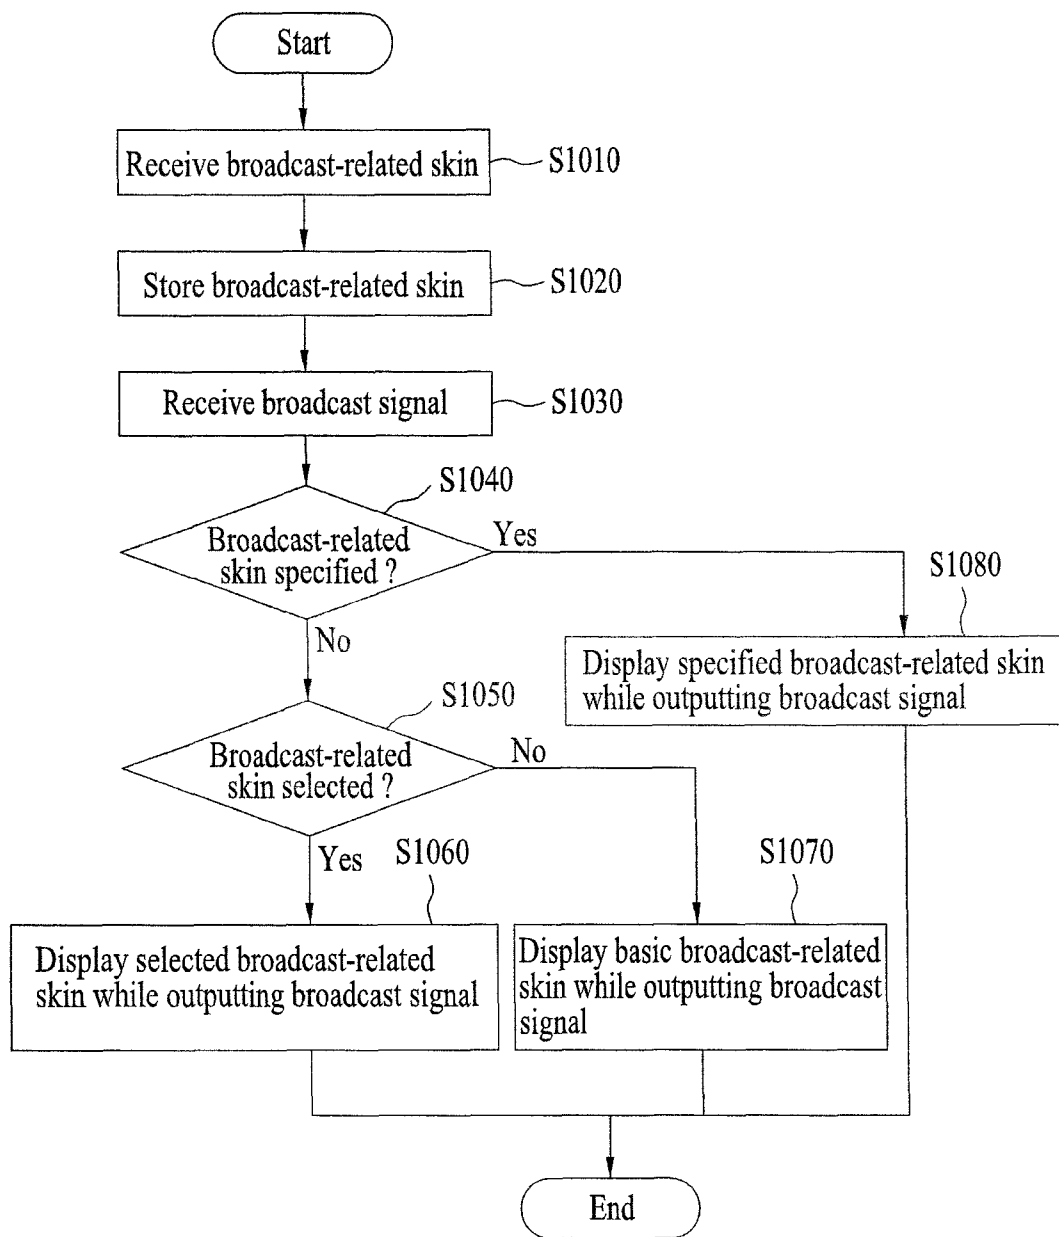 Start
Receive broadcast-related skin
S1010
Store broadcast-related skin
S1020
Receive broadcast signal
S1030
S1040
Broadcast-related
skin specified ?
Yes
No
S1080
Display specified broadcast-related skin
while outputting broadcast signal
S1050
Broadcast-related
skin selected ?
No
Yes
S1060
Display selected broadcast-related
skin while outputting broadcast signal
S1070
Display basic broadcast-related
skin while outputting broadcast
signal
End